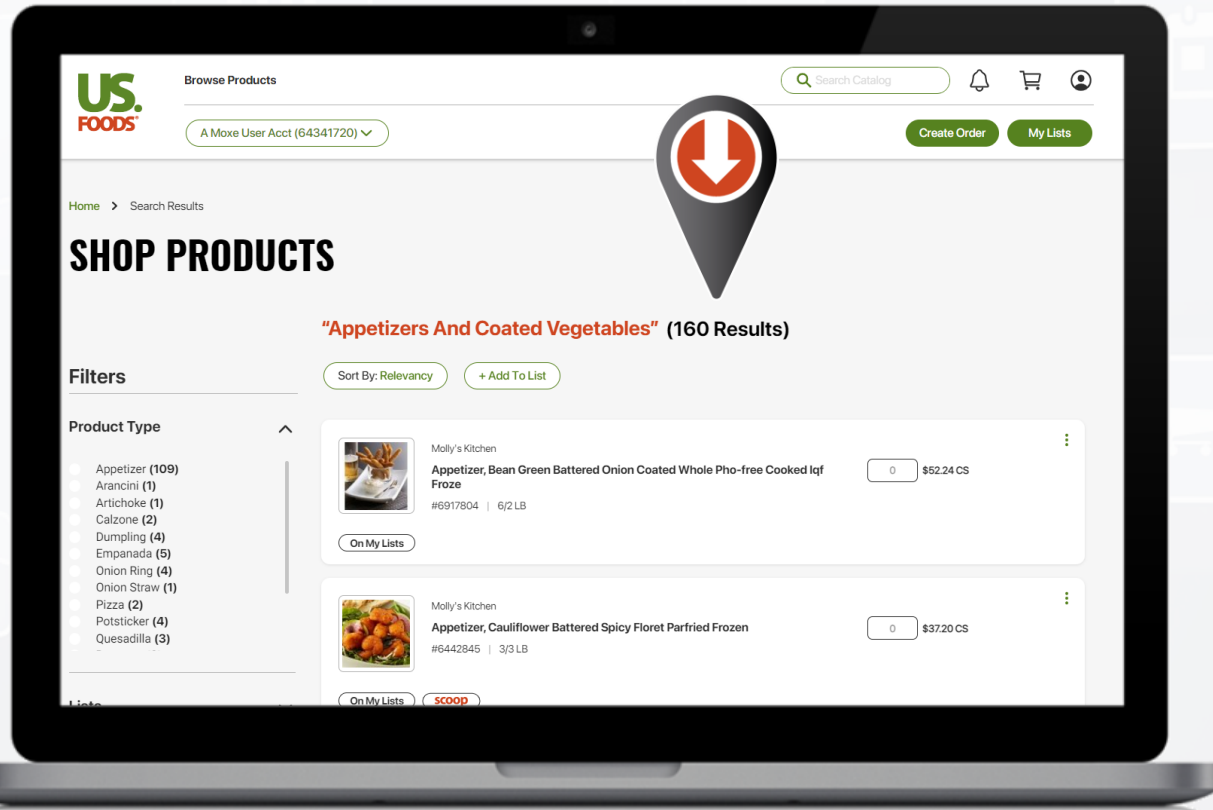 US.
FOODS®
Browse Products
Search Catalog
A Moxe User Acct (64341720)
Create Order
My Lists
Home > Search Results
SHOP PRODUCTS
“Appetizers And Coated Vegetables” (160 Results)
Sort By: Relevancy
+ Add To List
Filters
Product Type
Appetizer (109)
Arancini (1)
Artichoke (1)
Calzone (2)
Dumpling (4)
Empanada (5)
Onion Ring (4)
Onion Straw (1)
Pizza (2)
Potsticker (4)
Quesadilla (3)
Molly's Kitchen
Appetizer, Bean Green Battered Onion Coated Whole Pho-free Cooked Iqf
Froze
#6917804 | 6/2 LB
0 $52.24 CS
On My Lists
Molly's Kitchen
Appetizer, Cauliflower Battered Spicy Floret Parfried Frozen
#6442845 | 3/3 LB
0 $37.20 CS
On My Lists
scoop